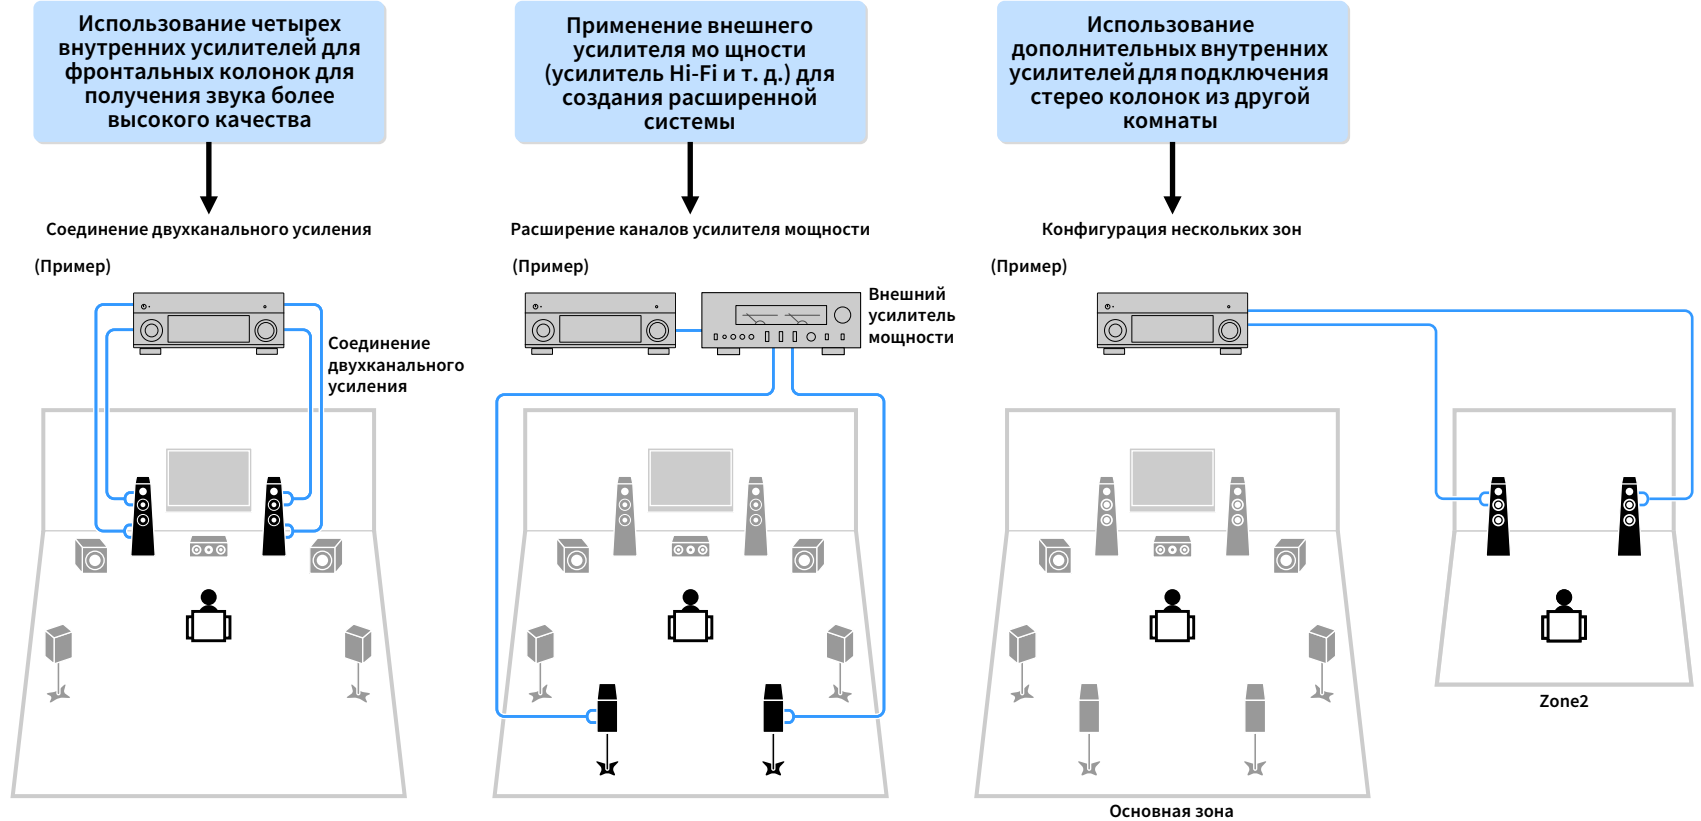 Использование четырех
внутренних усилителей для
фронтальных колонок для
получения звука более
высокого качества
Соединение двухканального усиления
(Пример)
Соединение
двухканального
усиления
Применение внешнего
усилителя мо щности
(усилитель Hi-Fi и т. д.) для
создания расширенной
системы
Расширение каналов усилителя мощности
(Пример)
Внешний
усилитель
мощности
Использование
дополнительных внутренних
усилителей для подключения
стерео колонок из другой
комнаты
Конфигурация нескольких зон
(Пример)
Zone2
Основная зона